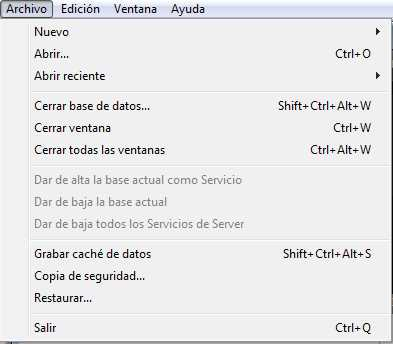 Archivo Edición Ventana Ayuda
Nuevo
Abrir... Ctrl+O
Abrir reciente
Cerrar base de datos... Shift+Ctrl+Alt+W
Cerrar ventana Ctrl+W
Cerrar todas las ventanas Ctrl+Alt+W
Dar de alta la base actual como Servicio
Dar de baja la base actual
Dar de baja todos los Servicios de Server
Grabar caché de datos Shift+Ctrl+Alt+S
Copia de seguridad...
Restaurar...
Salir Ctrl+Q